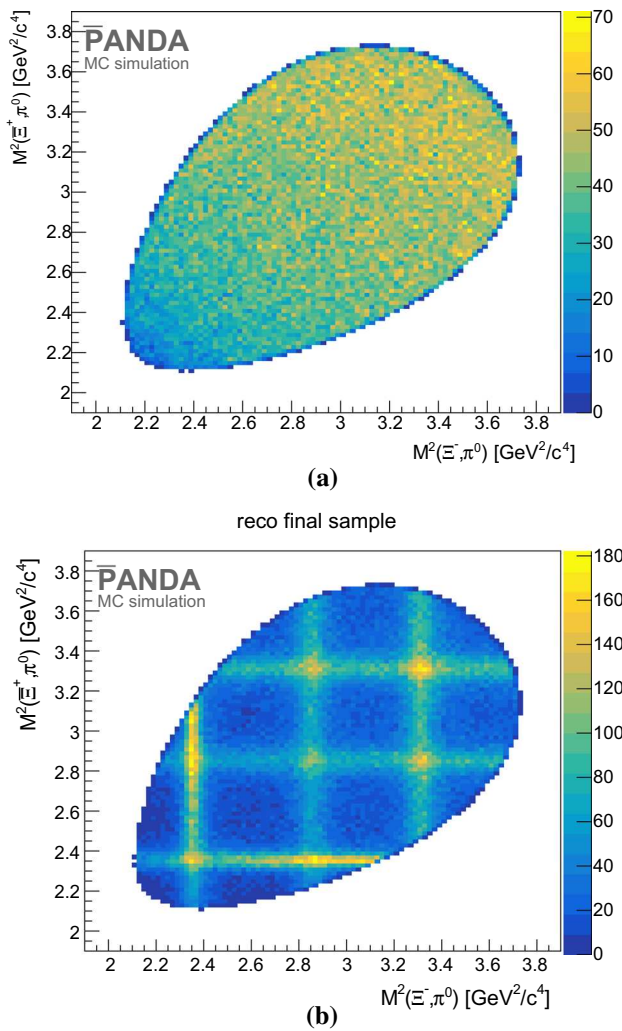 P̅ANDA
MC simulation
M²(Ξ̅⁺,π⁰) [GeV²/c⁴]
3.8
3.6
3.4
3.2
3
2.8
2.6
2.4
2.2
2
2 2.2 2.4 2.6 2.8 3 3.2 3.4 3.6 3.8
M²(Ξ⁻,π⁰) [GeV²/c⁴]
70
60
50
40
30
20
10
0
(a)
reco final sample
P̅ANDA
MC simulation
M²(Ξ̅⁺,π⁰) [GeV²/c⁴]
3.8
3.6
3.4
3.2
3
2.8
2.6
2.4
2.2
2
2 2.2 2.4 2.6 2.8 3 3.2 3.4 3.6 3.8
M²(Ξ⁻,π⁰) [GeV²/c⁴]
180
160
140
120
100
80
60
40
20
0
(b)